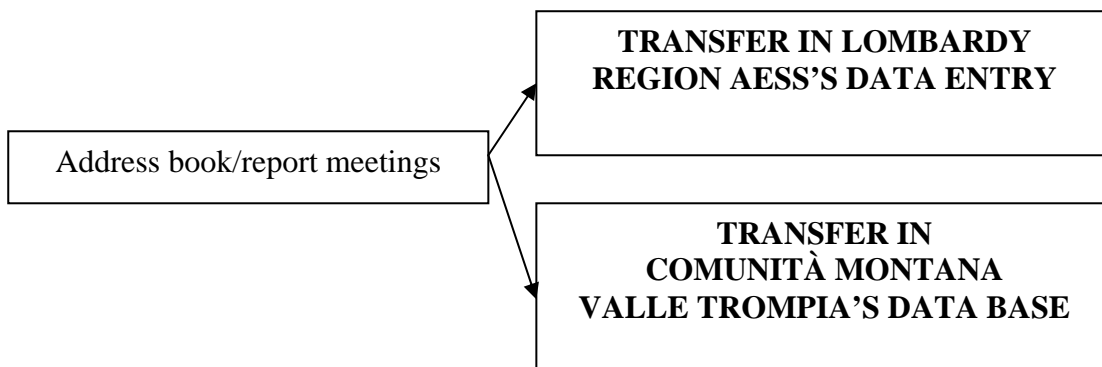 TRANSFER IN LOMBARDY
REGION AESS’S DATA ENTRY
Address book/report meetings
TRANSFER IN
COMUNITÀ MONTANA
VALLE TROMPIA’S DATA BASE